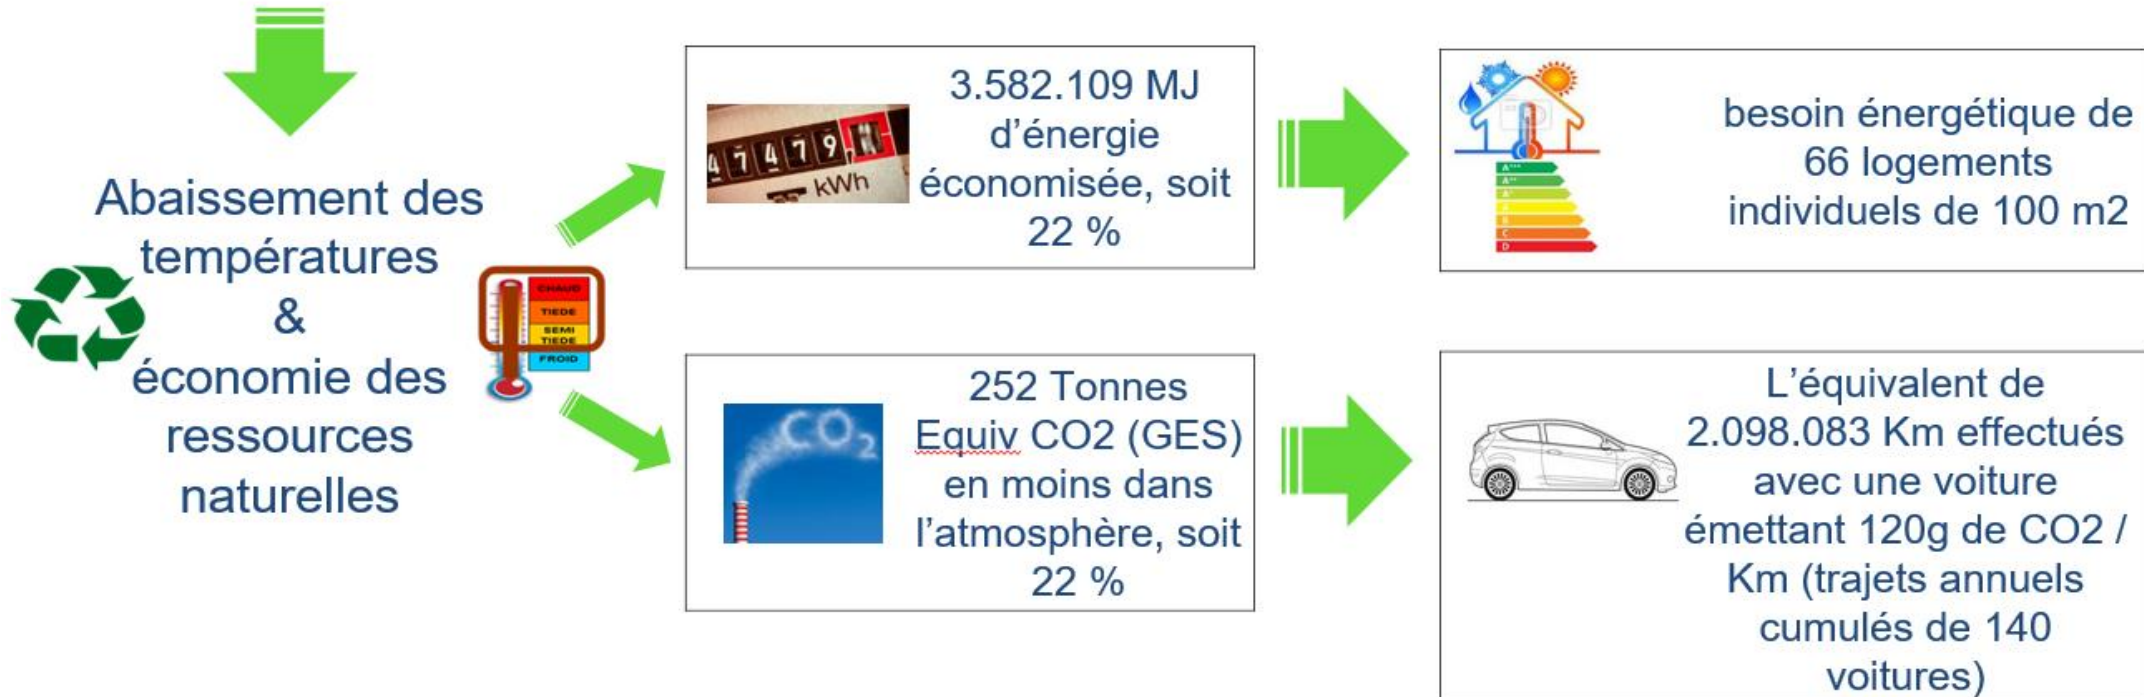 Abaissement des
températures
&
économie des
ressources
naturelles
CHAUD
TIEDE
SEMI
TIEDE
FROID
3.582.109 MJ
d’énergie
économisée, soit
22 %
47479
kWh
besoin énergétique de
66 logements
individuels de 100 m2
A+++
A++
A+
A
B
C
D
252 Tonnes
Equiv CO2 (GES)
en moins dans
l’atmosphère, soit
22 %
CO2
L’équivalent de
2.098.083 Km effectués
avec une voiture
émettant 120g de CO2 /
Km (trajets annuels
cumulés de 140
voitures)